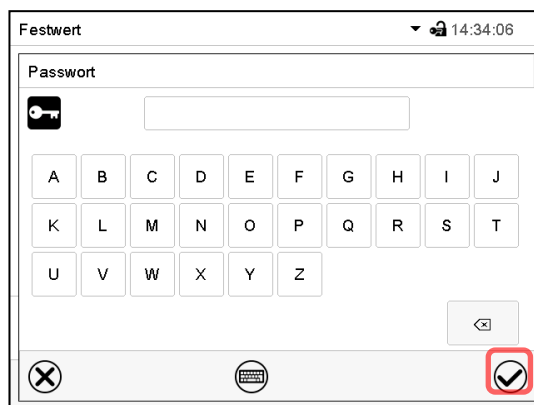 Festwert 14:34:06
Passwort
A B C D E F G H I J
K L M N O P Q R S T
U V W X Y Z